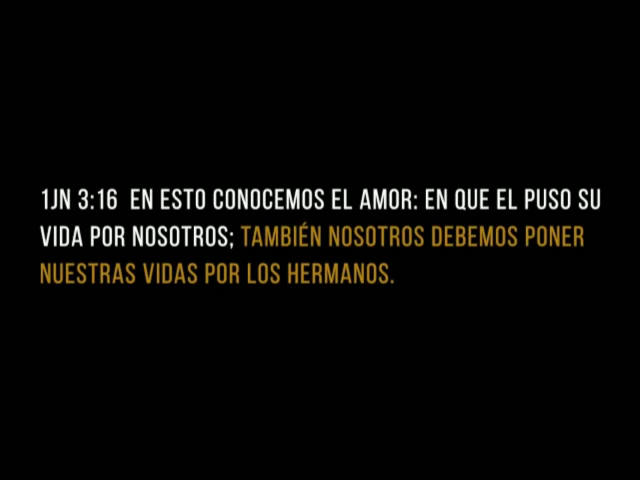 1JN 3:16  EN ESTO CONOCEMOS EL AMOR: EN QUE EL PUSO SU
VIDA POR NOSOTROS; TAMBIÉN NOSOTROS DEBEMOS PONER
NUESTRAS VIDAS POR LOS HERMANOS.